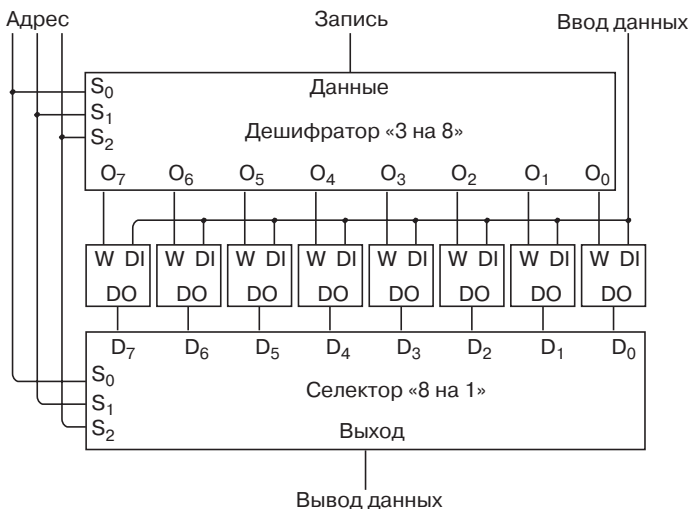 Адрес Запись Ввод данных
S₀ Данные
S₁
Дешифратор «3 на 8»
S₂
O₇ O₆ O₅ O₄ O₃ O₂ O₁ O₀
W DI W DI W DI W DI W DI W DI W DI W DI
DO DO DO DO DO DO DO DO
D₇ D₆ D₅ D₄ D₃ D₂ D₁ D₀
S₀
Селектор «8 на 1»
S₁
S₂ Выход
Вывод данных